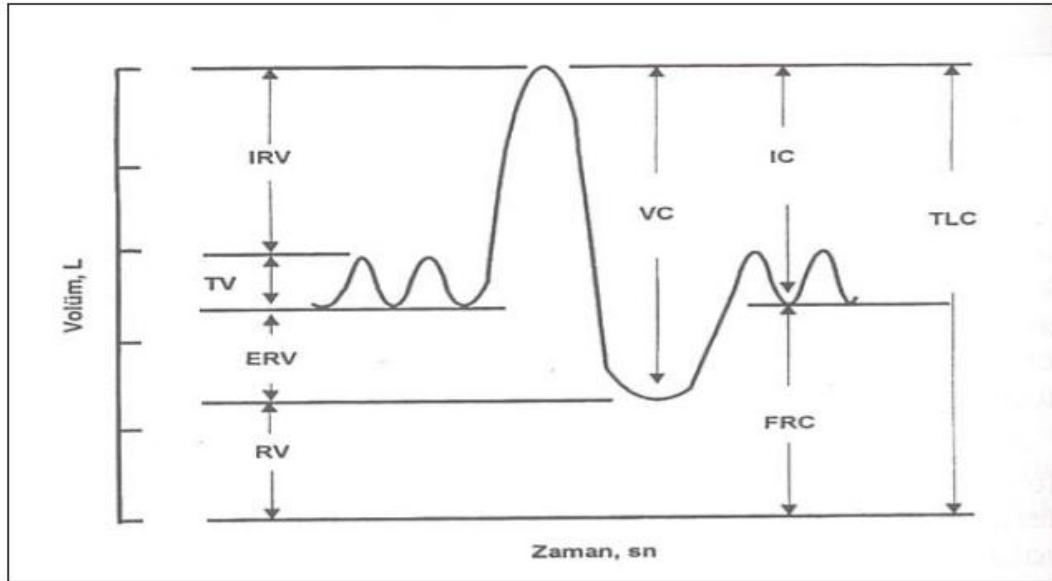 IRV
IC
VC
TLC
TV
Volüm, L
ERV
FRC
RV
Zaman, sn